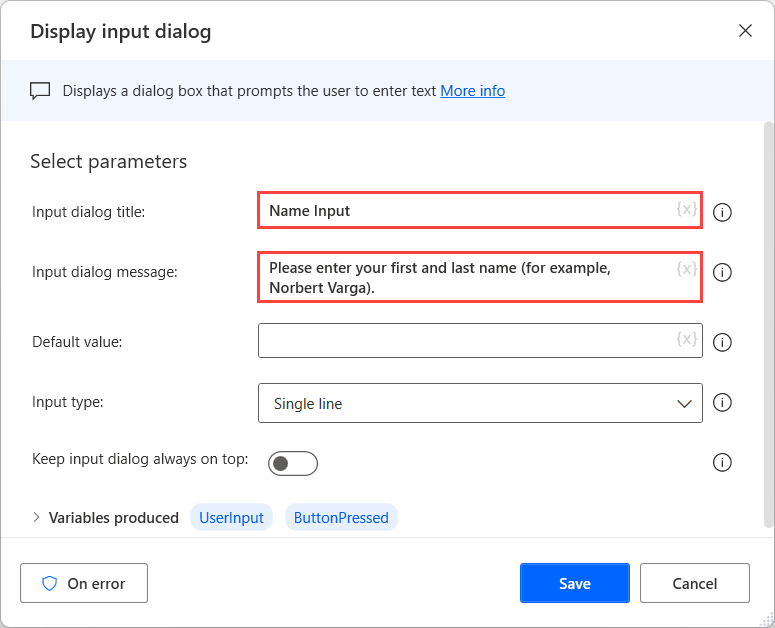 Display input dialog
Displays a dialog box that prompts the user to enter text More info
Select parameters
Input dialog title:
Name Input
{x}
Input dialog message:
Please enter your first and last name (for example,
Norbert Varga).
{x}
Default value:
{x}
Input type:
Single line
Keep input dialog always on top:
Variables produced UserInput ButtonPressed
On error
Save
Cancel